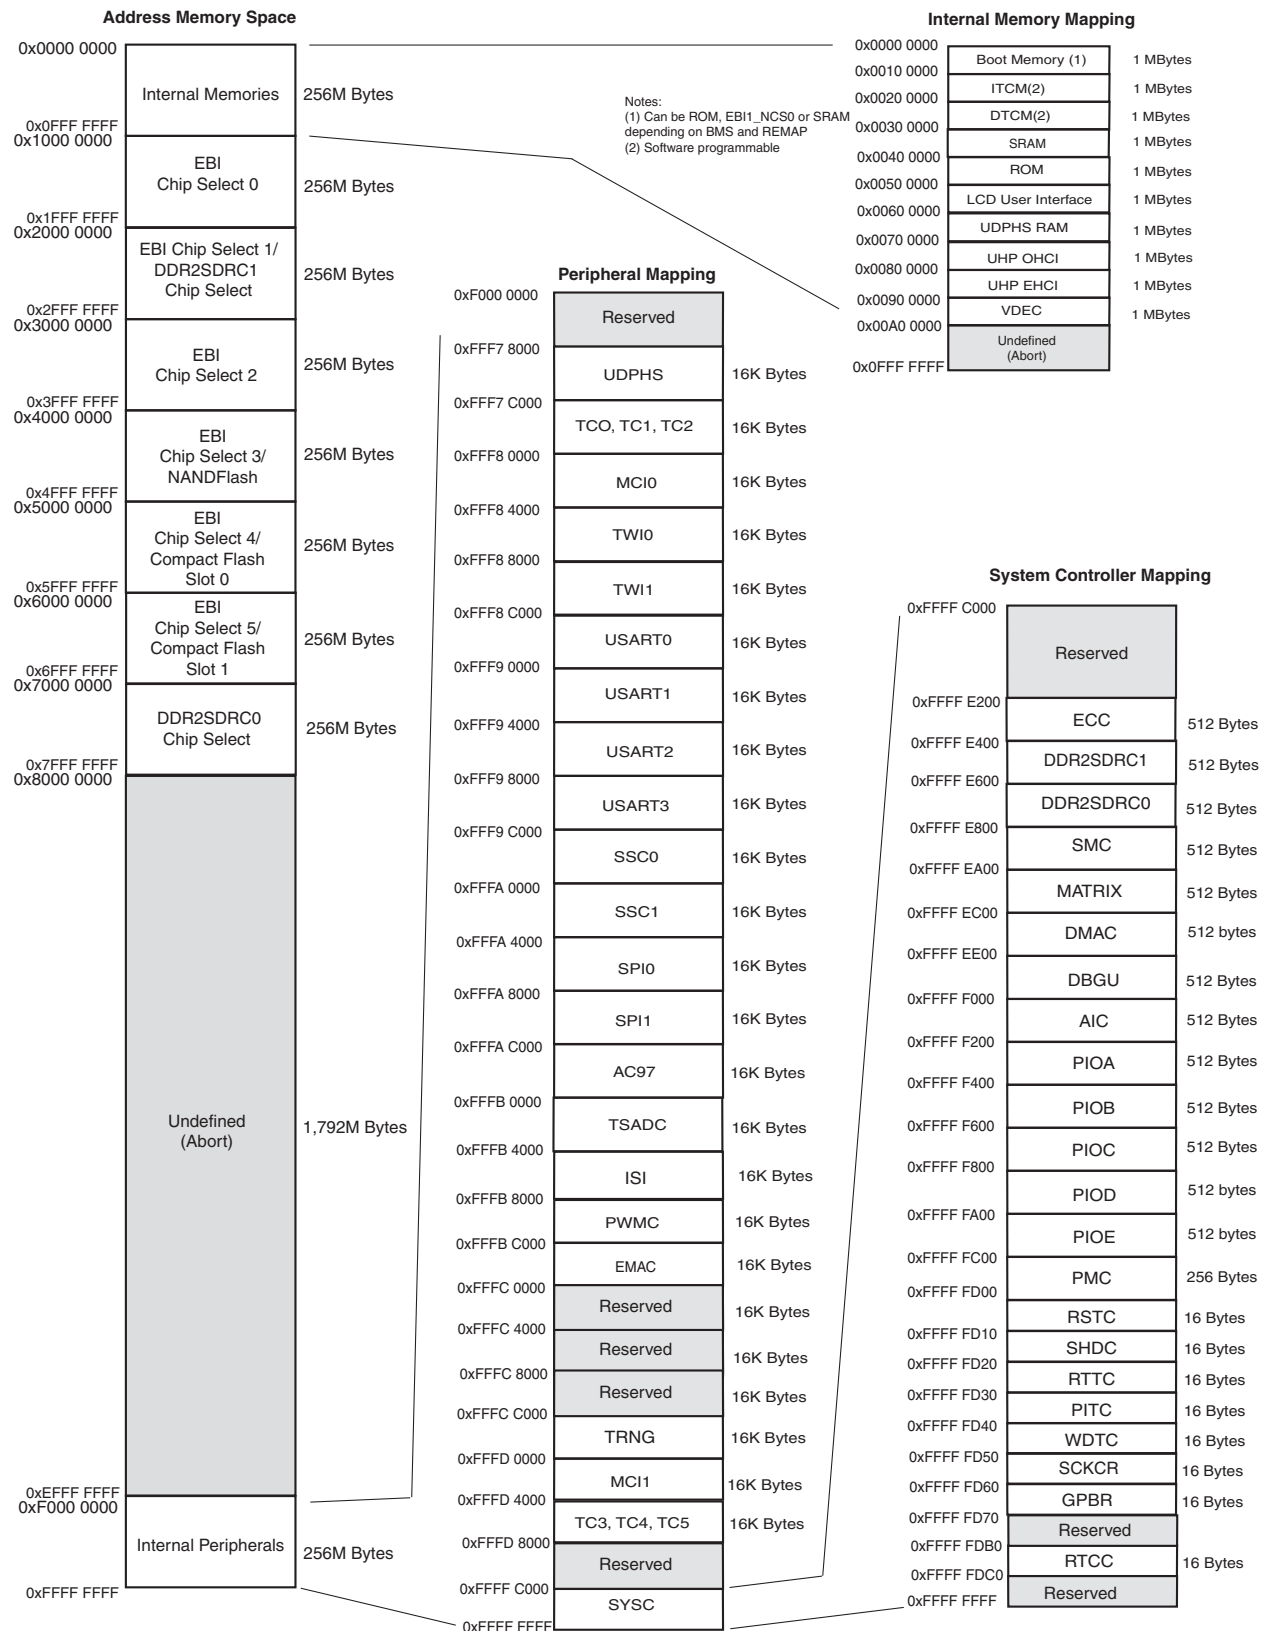 Address Memory Space
0x0000 0000
Internal Memories
256M Bytes
0x0FFF FFFF
0x1000 0000
EBI
Chip Select 0
256M Bytes
0x1FFF FFFF
0x2000 0000
EBI Chip Select 1/
DDR2SDRC1
Chip Select
256M Bytes
0x2FFF FFFF
0x3000 0000
EBI
Chip Select 2
256M Bytes
0x3FFF FFFF
0x4000 0000
EBI
Chip Select 3/
NANDFlash
256M Bytes
0x4FFF FFFF
0x5000 0000
EBI
Chip Select 4/
Compact Flash
Slot 0
256M Bytes
0x5FFF FFFF
0x6000 0000
EBI
Chip Select 5/
Compact Flash
Slot 1
256M Bytes
0x6FFF FFFF
0x7000 0000
DDR2SDRC0
Chip Select
256M Bytes
0x7FFF FFFF
0x8000 0000
Undefined
(Abort)
1,792M Bytes
0xEFFF FFFF
0xF000 0000
Internal Peripherals
256M Bytes
0xFFFF FFFF
Notes:
(1) Can be ROM, EBI1_NCS0 or SRAM
depending on BMS and REMAP
(2) Software programmable
Internal Memory Mapping
0x0000 0000
Boot Memory (1)
1 MBytes
0x0010 0000
ITCM(2)
1 MBytes
0x0020 0000
DTCM(2)
1 MBytes
0x0030 0000
SRAM
1 MBytes
0x0040 0000
ROM
1 MBytes
0x0050 0000
LCD User Interface
1 MBytes
0x0060 0000
UDPHS RAM
1 MBytes
0x0070 0000
UHP OHCI
1 MBytes
0x0080 0000
UHP EHCI
1 MBytes
0x0090 0000
VDEC
1 MBytes
0x00A0 0000
Undefined
(Abort)
0x0FFF FFFF
Peripheral Mapping
0xF000 0000
Reserved
0xFFF7 8000
UDPHS
16K Bytes
0xFFF7 C000
TCO, TC1, TC2
16K Bytes
0xFFF8 0000
MCI0
16K Bytes
0xFFF8 4000
TWI0
16K Bytes
0xFFF8 8000
TWI1
16K Bytes
0xFFF8 C000
USART0
16K Bytes
0xFFF9 0000
USART1
16K Bytes
0xFFF9 4000
USART2
16K Bytes
0xFFF9 8000
USART3
16K Bytes
0xFFF9 C000
SSC0
16K Bytes
0xFFFA 0000
SSC1
16K Bytes
0xFFFA 4000
SPI0
16K Bytes
0xFFFA 8000
SPI1
16K Bytes
0xFFFA C000
AC97
16K Bytes
0xFFFB 0000
TSADC
16K Bytes
0xFFFB 4000
ISI
16K Bytes
0xFFFB 8000
PWMC
16K Bytes
0xFFFB C000
EMAC
16K Bytes
0xFFFC 0000
Reserved
16K Bytes
0xFFFC 4000
Reserved
16K Bytes
0xFFFC 8000
Reserved
16K Bytes
0xFFFC C000
TRNG
16K Bytes
0xFFFD 0000
MCI1
16K Bytes
0xFFFD 4000
TC3, TC4, TC5
16K Bytes
0xFFFD 8000
Reserved
0xFFFF C000
SYSC
0xFFFF FFFF
System Controller Mapping
0xFFFF C000
Reserved
0xFFFF E200
ECC
512 Bytes
0xFFFF E400
DDR2SDRC1
512 Bytes
0xFFFF E600
DDR2SDRC0
512 Bytes
0xFFFF E800
SMC
512 Bytes
0xFFFF EA00
MATRIX
512 Bytes
0xFFFF EC00
DMAC
512 bytes
0xFFFF EE00
DBGU
512 Bytes
0xFFFF F000
AIC
512 Bytes
0xFFFF F200
PIOA
512 Bytes
0xFFFF F400
PIOB
512 Bytes
0xFFFF F600
PIOC
512 Bytes
0xFFFF F800
PIOD
512 bytes
0xFFFF FA00
PIOE
512 bytes
0xFFFF FC00
PMC
256 Bytes
0xFFFF FD00
RSTC
16 Bytes
0xFFFF FD10
SHDC
16 Bytes
0xFFFF FD20
RTTC
16 Bytes
0xFFFF FD30
PITC
16 Bytes
0xFFFF FD40
WDTC
16 Bytes
0xFFFF FD50
SCKCR
16 Bytes
0xFFFF FD60
GPBR
16 Bytes
0xFFFF FD70
Reserved
0xFFFF FDB0
RTCC
16 Bytes
0xFFFF FDC0
Reserved
0xFFFF FFFF